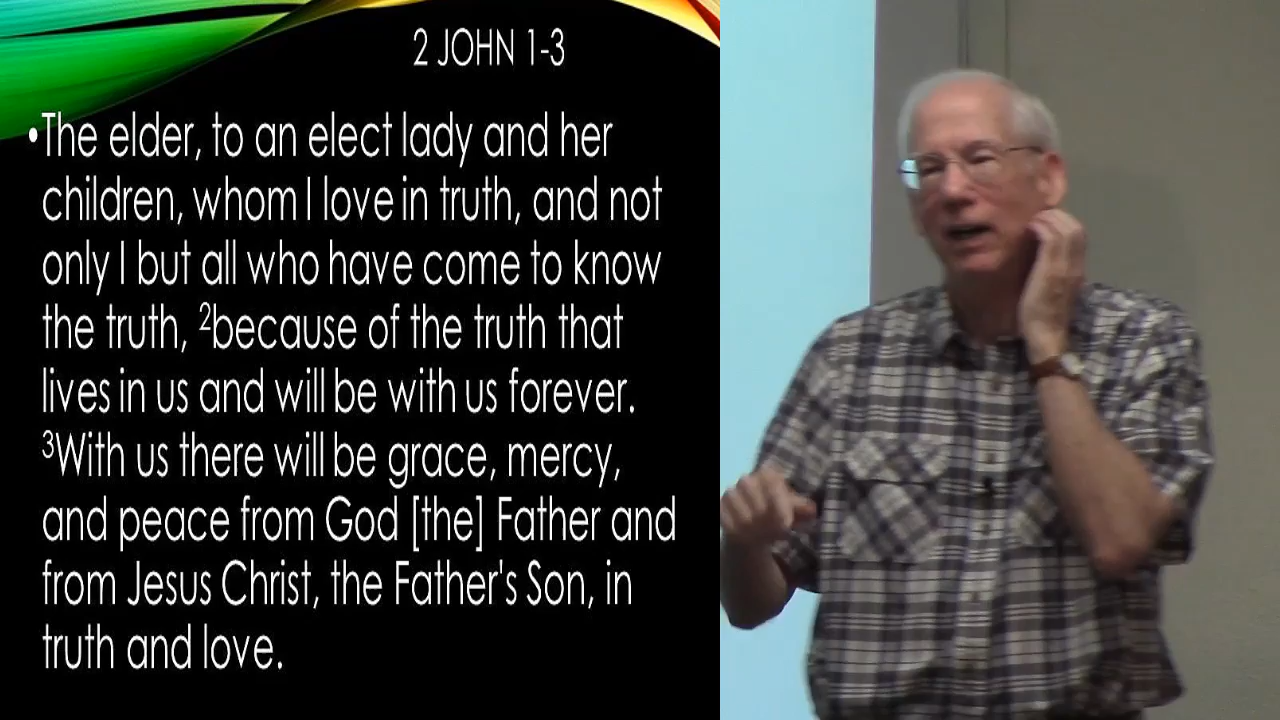 2 JOHN 1-3
•The elder, to an elect lady and her
children, whom I love in truth, and not
only I but all who have come to know
the truth, ²because of the truth that
lives in us and will be with us forever.
³With us there will be grace, mercy,
and peace from God [the] Father and
from Jesus Christ, the Father's Son, in
truth and love.